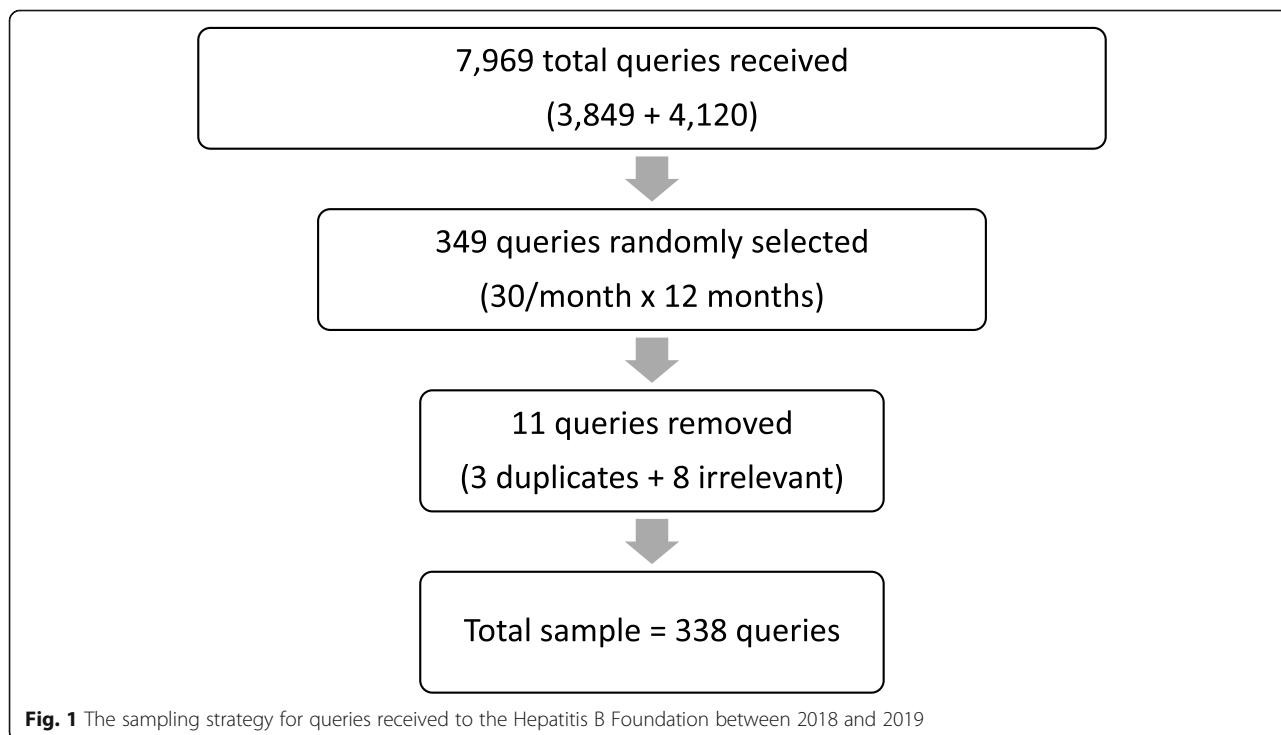 7,969 total queries received
(3,849 + 4,120)
349 queries randomly selected
(30/month x 12 months)
11 queries removed
(3 duplicates + 8 irrelevant)
Total sample = 338 queries
Fig. 1 The sampling strategy for queries received to the Hepatitis B Foundation between 2018 and 2019